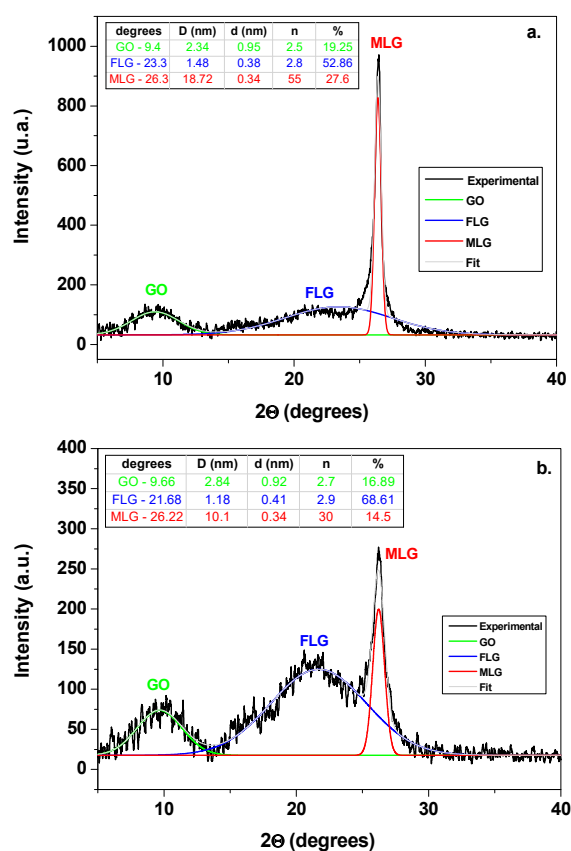 degrees D (nm) d (nm) n %
GO - 9.4 2.34 0.95 2.5 19.25
FLG - 23.3 1.48 0.38 2.8 52.86
MLG - 26.3 18.72 0.34 55 27.6
a.
MLG
1000
800
600
400
200
0
Intensity (u.a.)
Experimental
GO
FLG
MLG
Fit
GO
FLG
10 20 30 40
2Θ (degrees)
degrees D (nm) d (nm) n %
GO - 9.66 2.84 0.92 2.7 16.89
FLG - 21.68 1.18 0.41 2.9 68.61
MLG - 26.22 10.1 0.34 30 14.5
b.
MLG
400
350
300
250
200
150
100
50
0
Intensity (a.u.)
Experimental
GO
FLG
MLG
Fit
FLG
GO
10 20 30 40
2Θ (degrees)